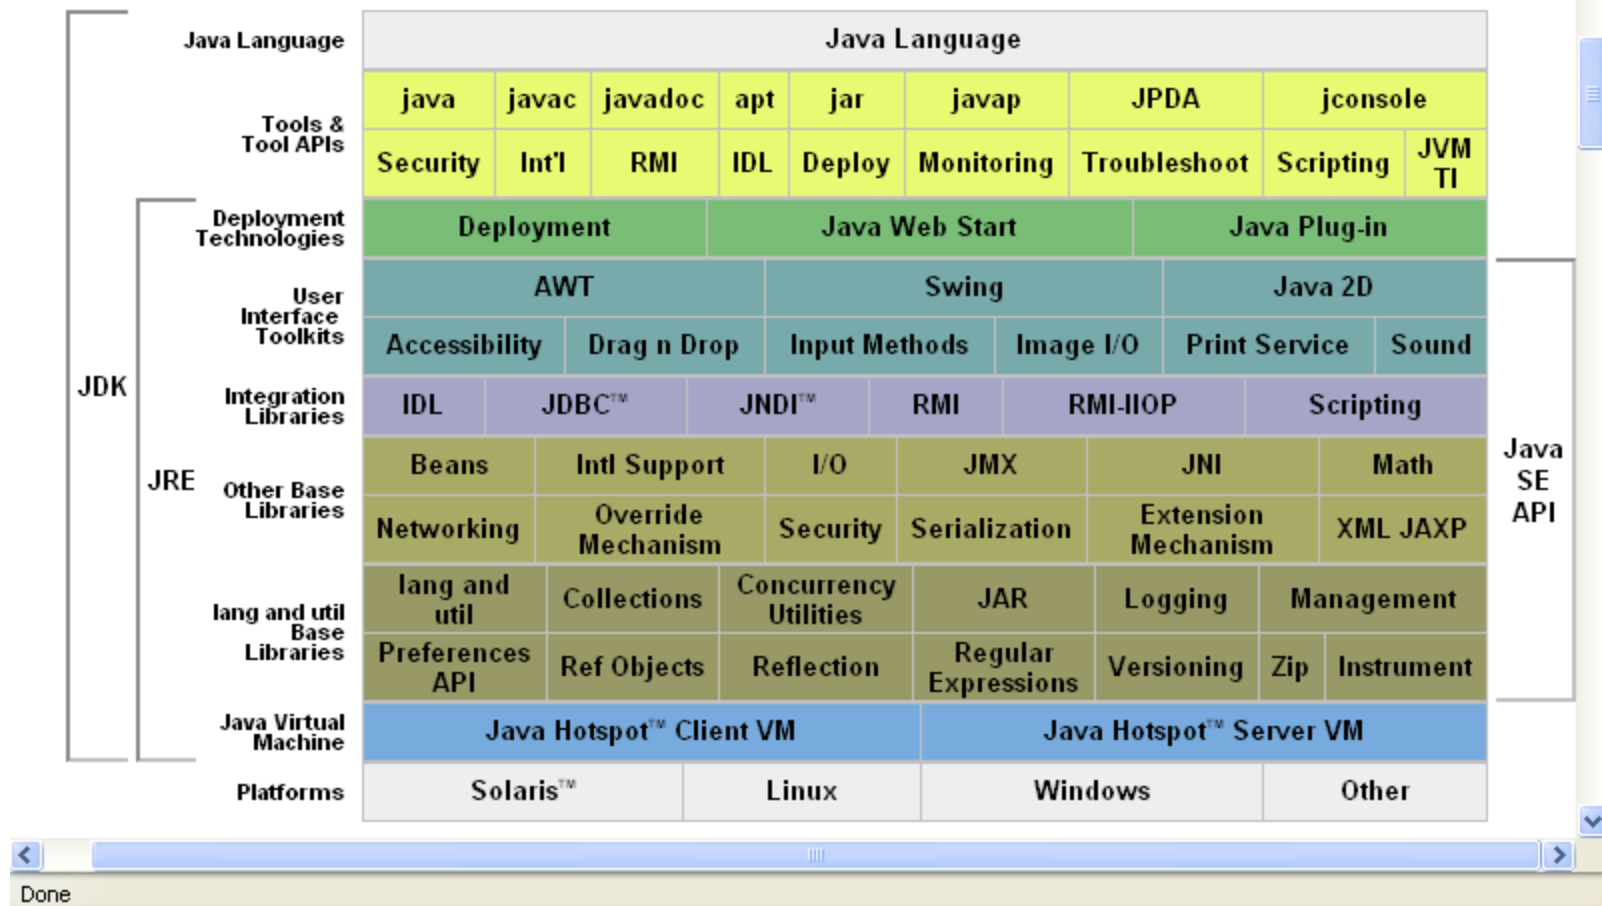 Java Language
Java Language
Tools &
Tool APIs
java javac javadoc apt jar javap JPDA jconsole
Security Int'l RMI IDL Deploy Monitoring Troubleshoot Scripting JVM
TI
Deployment
Technologies
Deployment Java Web Start Java Plug-in
User
Interface
Toolkits
AWT Swing Java 2D
Accessibility Drag n Drop Input Methods Image I/O Print Service Sound
JDK
Integration
Libraries
IDL JDBC™ JNDI™ RMI RMI-IIOP Scripting
JRE
Other Base
Libraries
Beans Intl Support I/O JMX JNI Math
Networking Override
Mechanism Security Serialization Extension
Mechanism XML JAXP
Java
SE
API
lang and util
Base
Libraries
lang and
util Collections Concurrency
Utilities JAR Logging Management
Preferences
API Ref Objects Reflection Regular
Expressions Versioning Zip Instrument
Java Virtual
Machine
Java Hotspot™ Client VM Java Hotspot™ Server VM
Platforms
Solaris™ Linux Windows Other
Done